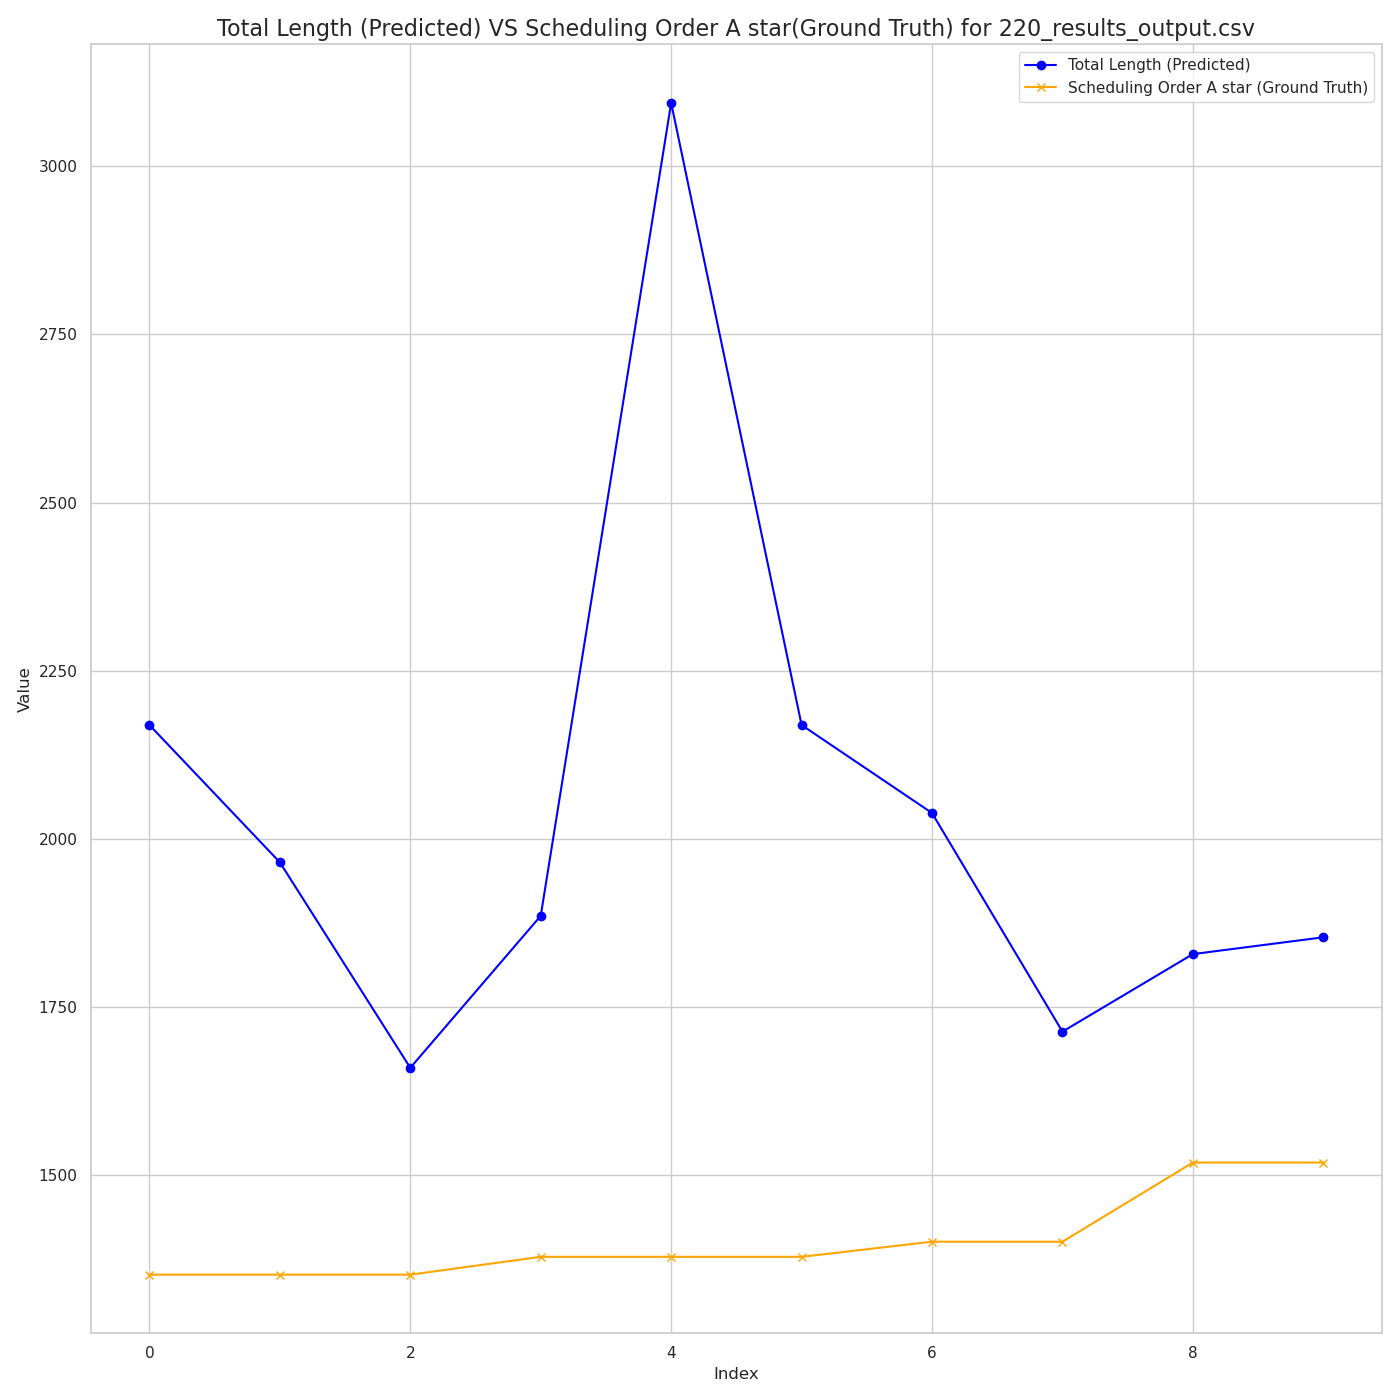 Total Length (Predicted) VS Scheduling Order A star(Ground Truth) for 220_results_output.csv
Total Length (Predicted)
Scheduling Order A star (Ground Truth)
3000
2750
2500
2250
2000
1750
1500
Value
0 2 4 6 8
Index